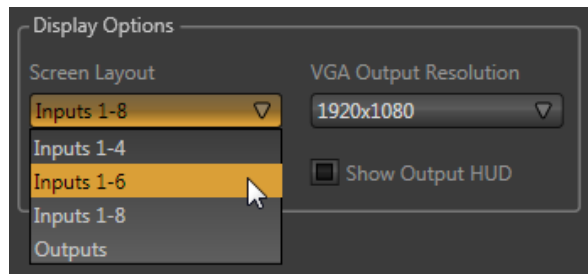 Display Options
Screen Layout
VGA Output Resolution
Inputs 1-8
1920x1080
Inputs 1-4
Inputs 1-6
Show Output HUD
Inputs 1-8
Outputs